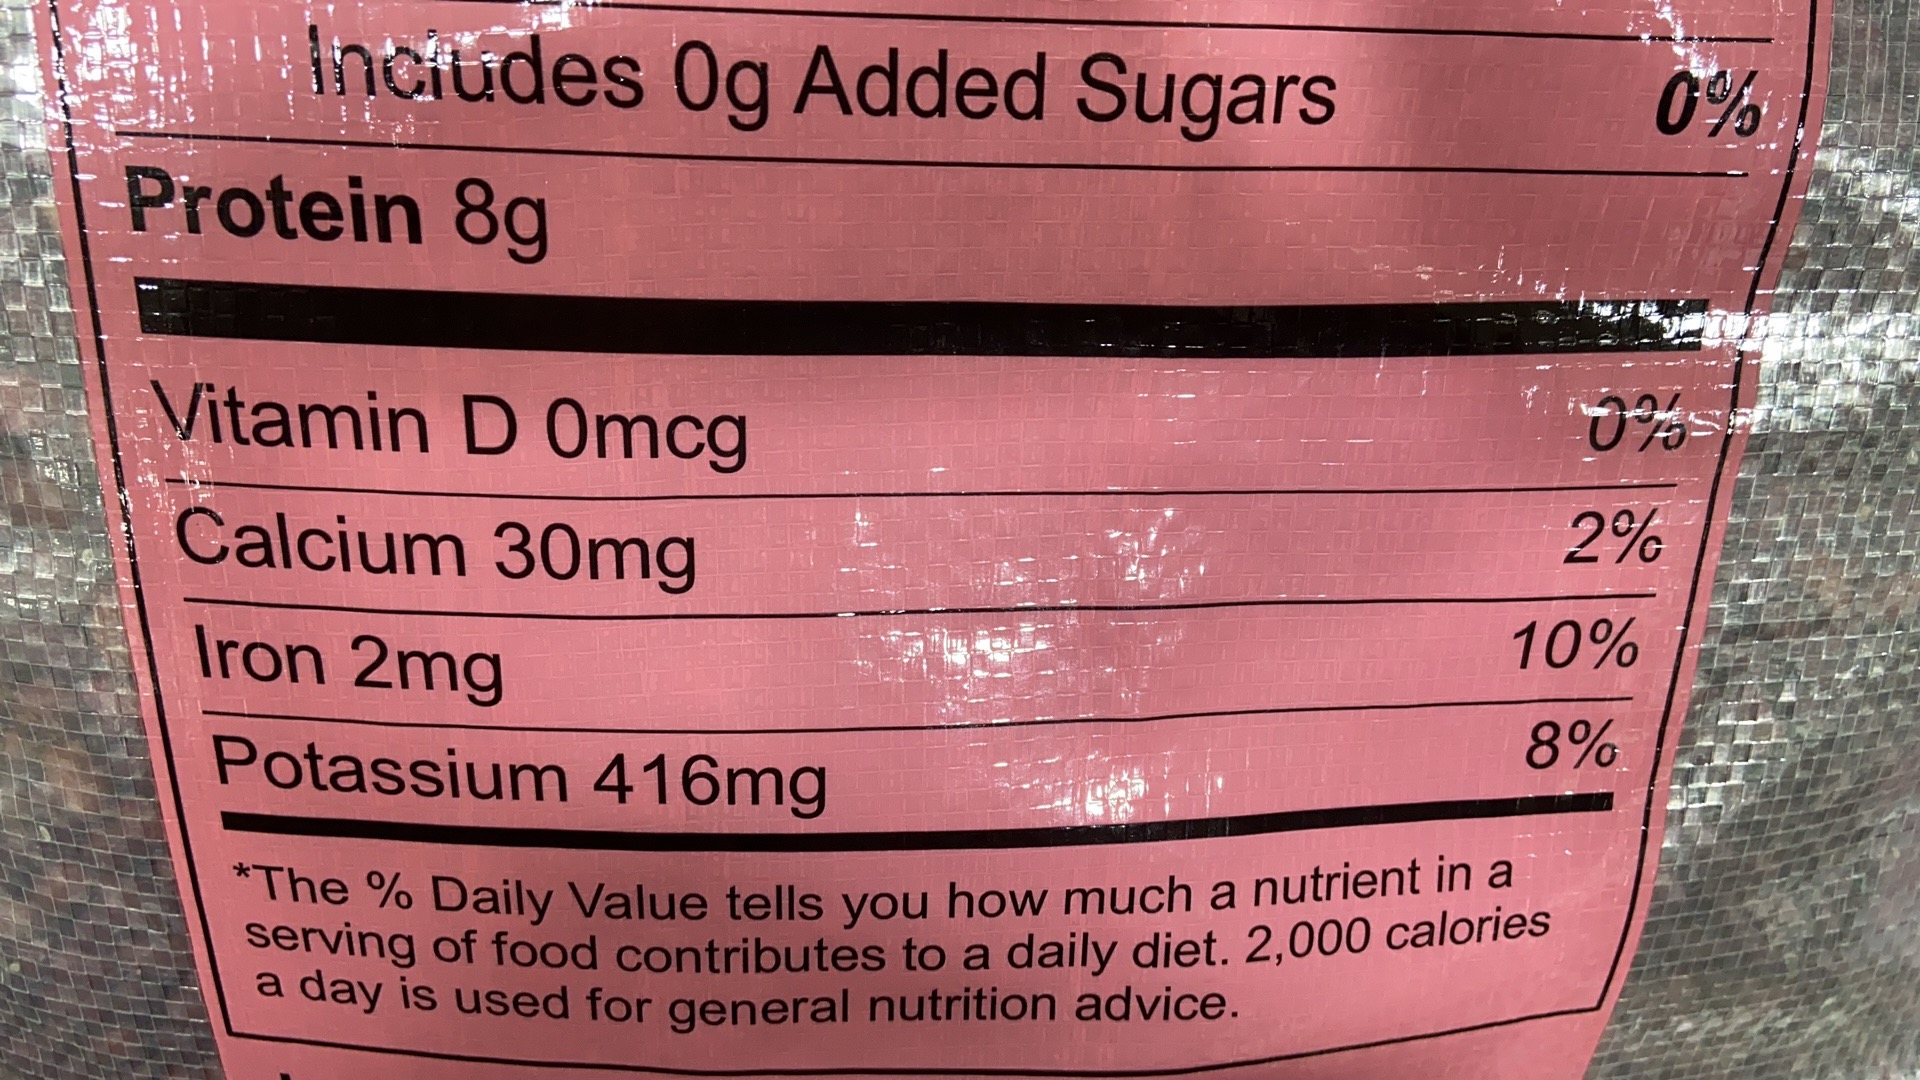 Includes 0g Added Sugars 0%
Protein 8g
Vitamin D 0mcg 0%
Calcium 30mg 2%
Iron 2mg 10%
Potassium 416mg 8%
*The % Daily Value tells you how much a nutrient in a
serving of food contributes to a daily diet. 2,000 calories
a day is used for general nutrition advice.